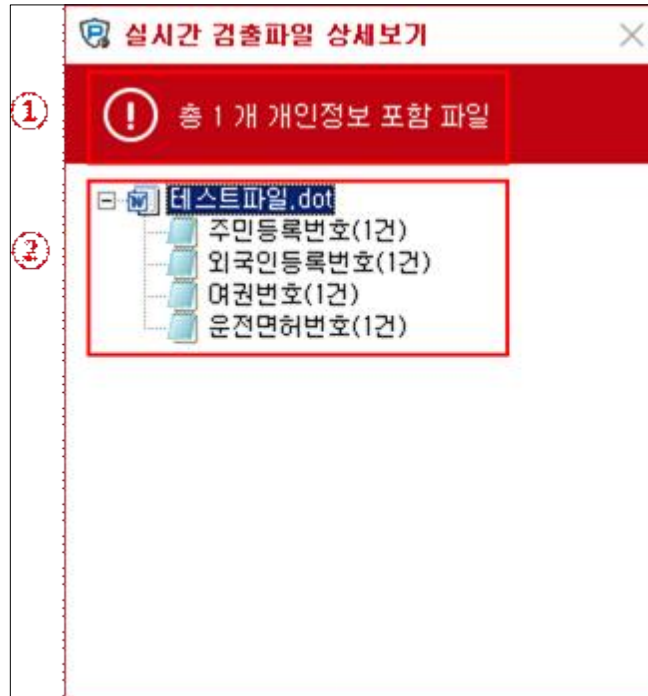 실시간 검출파일 상세보기
① 총 1 개 개인정보 포함 파일
② 테스트파일.dot
주민등록번호(1건)
외국인등록번호(1건)
여권번호(1건)
운전면허번호(1건)